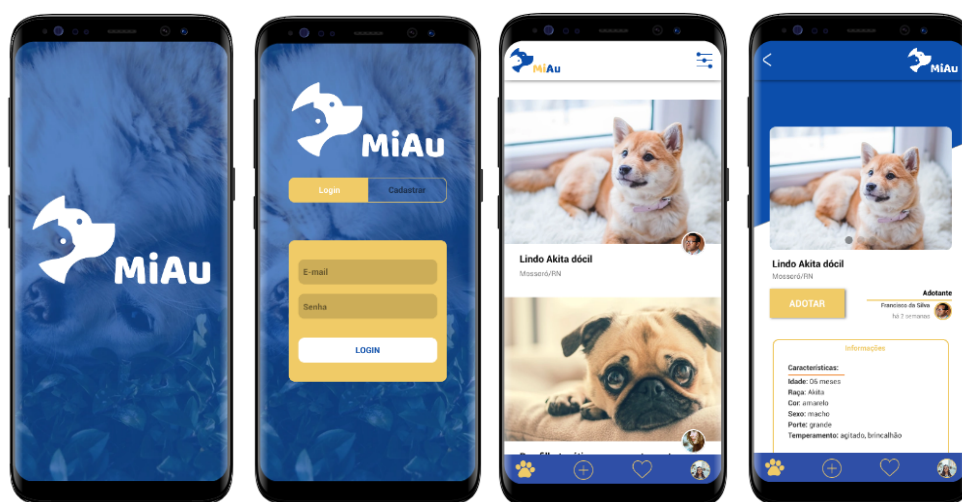 MiAu
MiAu
Login
Cadastrar
E-mail
Senha
LOGIN
MiAu
Lindo Akita dócil
Mossoró/RN
MiAu
Lindo Akita dócil
Mossoró/RN
ADOTAR
Adotante
Francisco da Silva
há 2 semanas
Informações
Características:
Idade: 06 meses
Raça: Akita
Cor: amarelo
Sexo: macho
Porte: grande
Temperamento: agitado, brincalhão